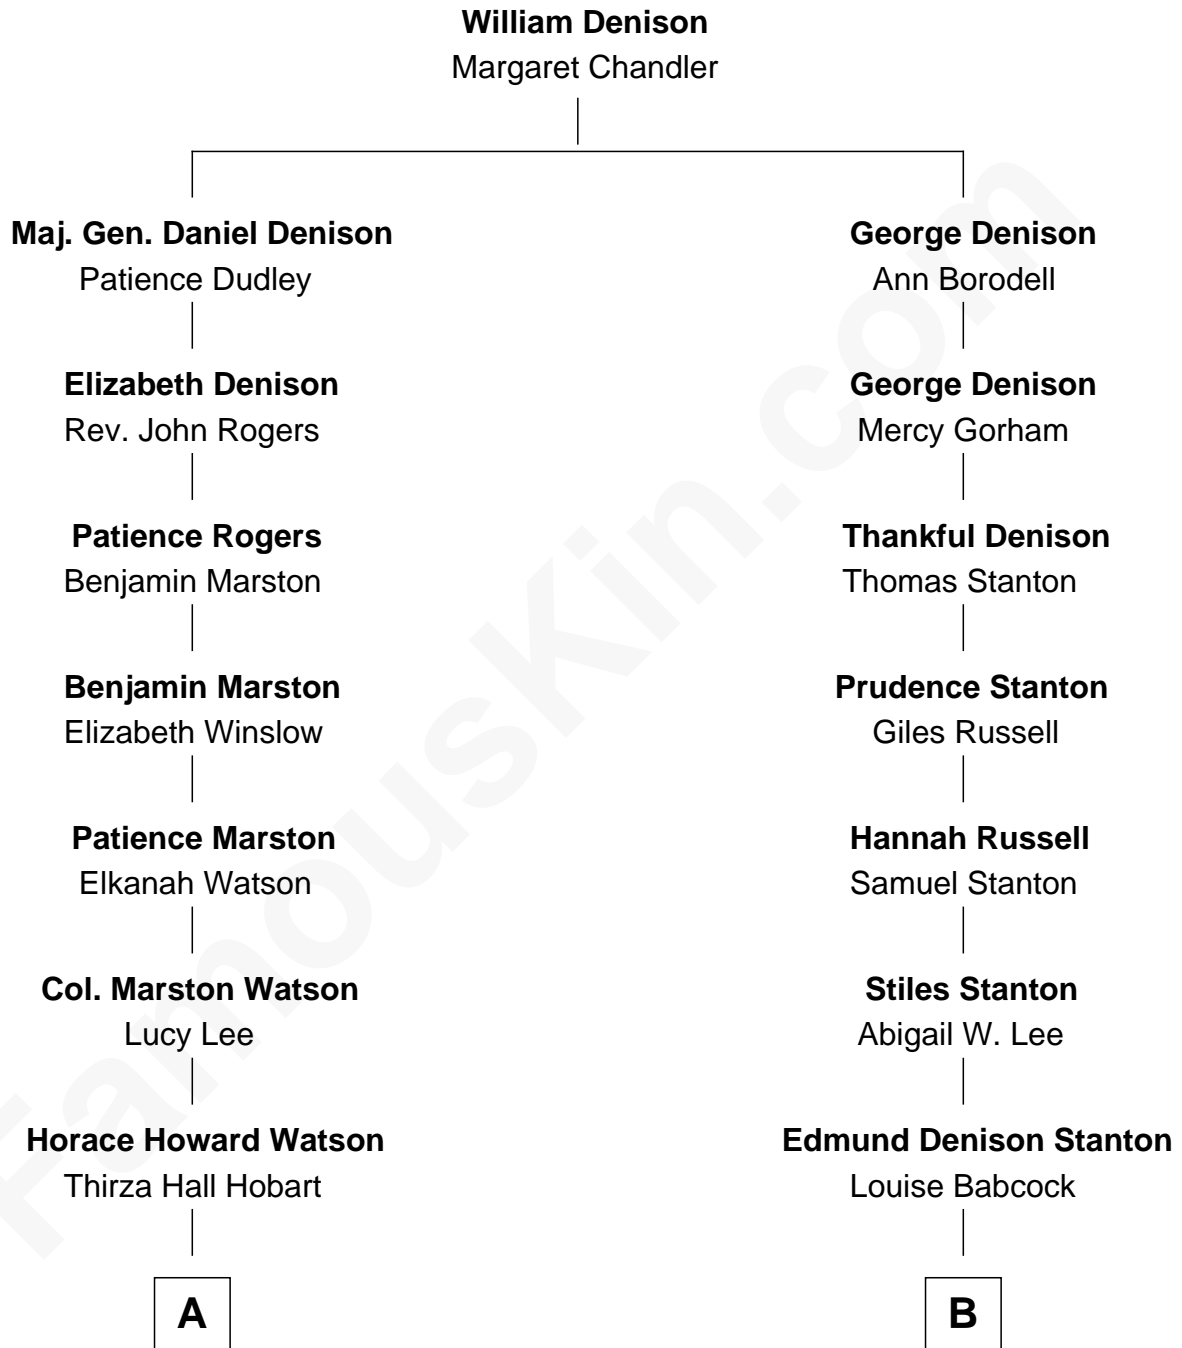 William Denison
Margaret Chandler
Maj. Gen. Daniel Denison
Patience Dudley
George Denison
Ann Borodell
Elizabeth Denison
Rev. John Rogers
George Denison
Mercy Gorham
Patience Rogers
Benjamin Marston
Thankful Denison
Thomas Stanton
Benjamin Marston
Elizabeth Winslow
Prudence Stanton
Giles Russell
Patience Marston
Elkanah Watson
Hannah Russell
Samuel Stanton
Col. Marston Watson
Lucy Lee
Stiles Stanton
Abigail W. Lee
Horace Howard Watson
Thirza Hall Hobart
Edmund Denison Stanton
Louise Babcock
A
B
FamousKin.com